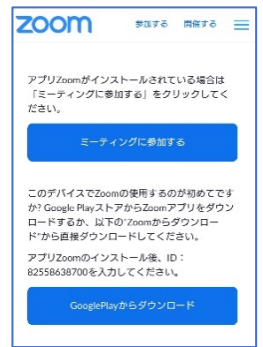 zoom 参加する 開催する
アプリZoomがインストールされている場合は
「ミーティングに参加する」をクリックしてく
ださい。
ミーティングに参加する
このデバイスでZoomの使用するのが初めてです
か? Google PlayストアからZoomアプリをダウン
ロードするか、以下の"Zoomからダウンロー
ド"から直接ダウンロードしてください。
アプリZoomのインストール後、ID：
82558638700を入力してください。
GooglePlayからダウンロード